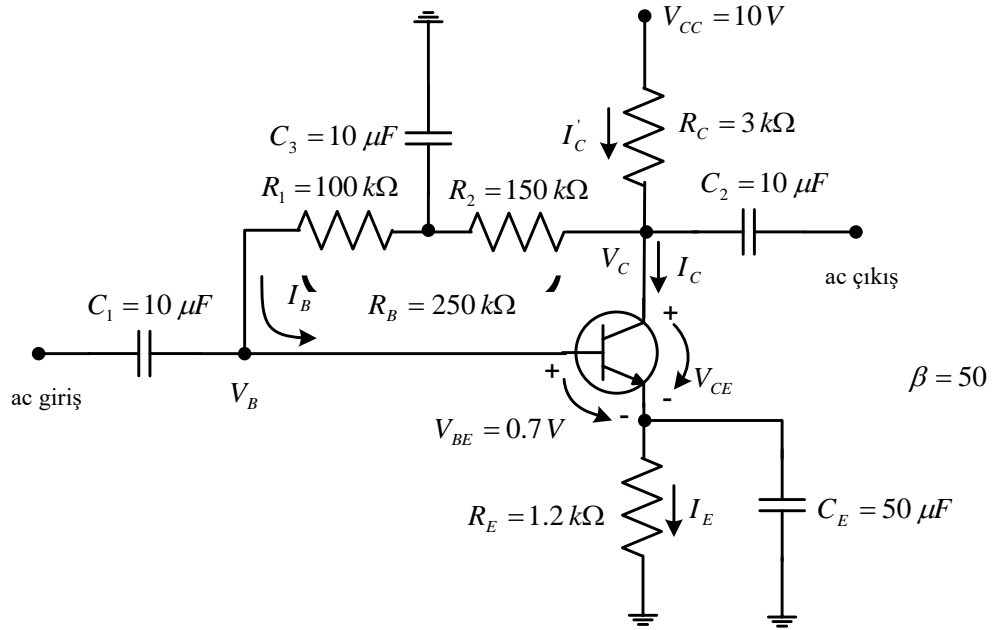 V_CC = 10 V
C_3 = 10 μF
I_C'
R_C = 3 kΩ
R_1 = 100 kΩ
R_2 = 150 kΩ
C_2 = 10 μF
V_C
I_C
ac çıkış
C_1 = 10 μF
I_B
R_B = 250 kΩ
+
ac giriş
V_B
+
-
V_CE
-
β = 50
V_BE = 0.7 V
R_E = 1.2 kΩ
I_E
C_E = 50 μF